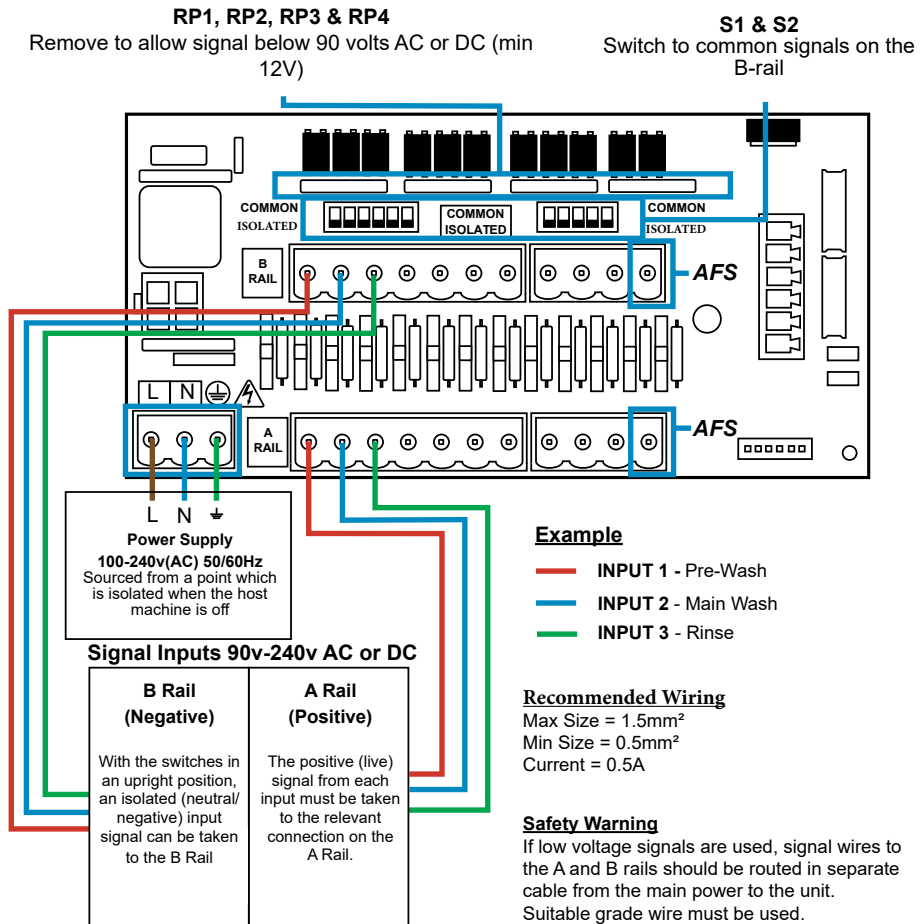 RP1, RP2, RP3 & RP4
Remove to allow signal below 90 volts AC or DC (min
12V)
S1 & S2
Switch to common signals on the
B-rail
COMMON
ISOLATED
COMMON
ISOLATED
COMMON
ISOLATED
B
RAIL
AFS
L N
A
RAIL
AFS
L N
Power Supply
100-240v(AC) 50/60Hz
Sourced from a point which
is isolated when the host
machine is off
Example
INPUT 1 - Pre-Wash
INPUT 2 - Main Wash
INPUT 3 - Rinse
Signal Inputs 90v-240v AC or DC
B Rail
(Negative)
With the switches in
an upright position,
an isolated (neutral/
negative) input
signal can be taken
to the B Rail
A Rail
(Positive)
The positive (live)
signal from each
input must be taken
to the relevant
connection on the
A Rail.
Recommended Wiring
Max Size = 1.5mm²
Min Size = 0.5mm²
Current = 0.5A
Safety Warning
If low voltage signals are used, signal wires to
the A and B rails should be routed in separate
cable from the main power to the unit.
Suitable grade wire must be used.